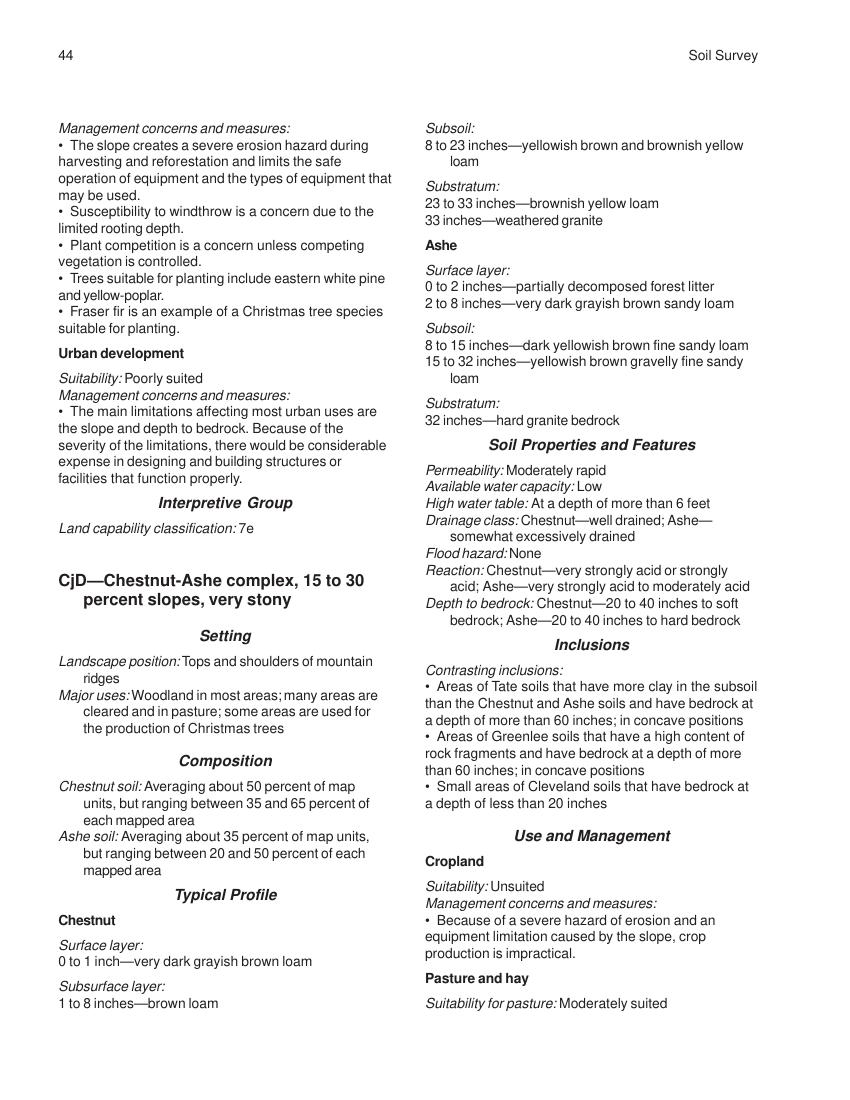 44
Soil Survey
Management concerns and measures:
• The slope creates a severe erosion hazard during
harvesting and reforestation and limits the safe
operation of equipment and the types of equipment that
may be used.
• Susceptibility to windthrow is a concern due to the
limited rooting depth.
• Plant competition is a concern unless competing
vegetation is controlled.
• Trees suitable for planting include eastern white pine
and yellow-poplar.
• Fraser fir is an example of a Christmas tree species
suitable for planting.
Urban development
Suitability: Poorly suited
Management concerns and measures:
• The main limitations affecting most urban uses are
the slope and depth to bedrock. Because of the
severity of the limitations, there would be considerable
expense in designing and building structures or
facilities that function properly.
Interpretive Group
Land capability classification: 7e
CjD—Chestnut-Ashe complex, 15 to 30
percent slopes, very stony
Setting
Landscape position: Tops and shoulders of mountain
ridges
Major uses: Woodland in most areas; many areas are
cleared and in pasture; some areas are used for
the production of Christmas trees
Composition
Chestnut soil: Averaging about 50 percent of map
units, but ranging between 35 and 65 percent of
each mapped area
Ashe soil: Averaging about 35 percent of map units,
but ranging between 20 and 50 percent of each
mapped area
Typical Profile
Chestnut
Surface layer:
0 to 1 inch—very dark grayish brown loam
Subsurface layer:
1 to 8 inches—brown loam
Subsoil:
8 to 23 inches—yellowish brown and brownish yellow
loam
Substratum:
23 to 33 inches—brownish yellow loam
33 inches—weathered granite
Ashe
Surface layer:
0 to 2 inches—partially decomposed forest litter
2 to 8 inches—very dark grayish brown sandy loam
Subsoil:
8 to 15 inches—dark yellowish brown fine sandy loam
15 to 32 inches—yellowish brown gravelly fine sandy
loam
Substratum:
32 inches—hard granite bedrock
Soil Properties and Features
Permeability: Moderately rapid
Available water capacity: Low
High water table: At a depth of more than 6 feet
Drainage class: Chestnut—well drained; Ashe—
somewhat excessively drained
Flood hazard: None
Reaction: Chestnut—very strongly acid or strongly
acid; Ashe—very strongly acid to moderately acid
Depth to bedrock: Chestnut—20 to 40 inches to soft
bedrock; Ashe—20 to 40 inches to hard bedrock
Inclusions
Contrasting inclusions:
• Areas of Tate soils that have more clay in the subsoil
than the Chestnut and Ashe soils and have bedrock at
a depth of more than 60 inches; in concave positions
• Areas of Greenlee soils that have a high content of
rock fragments and have bedrock at a depth of more
than 60 inches; in concave positions
• Small areas of Cleveland soils that have bedrock at
a depth of less than 20 inches
Use and Management
Cropland
Suitability: Unsuited
Management concerns and measures:
• Because of a severe hazard of erosion and an
equipment limitation caused by the slope, crop
production is impractical.
Pasture and hay
Suitability for pasture: Moderately suited